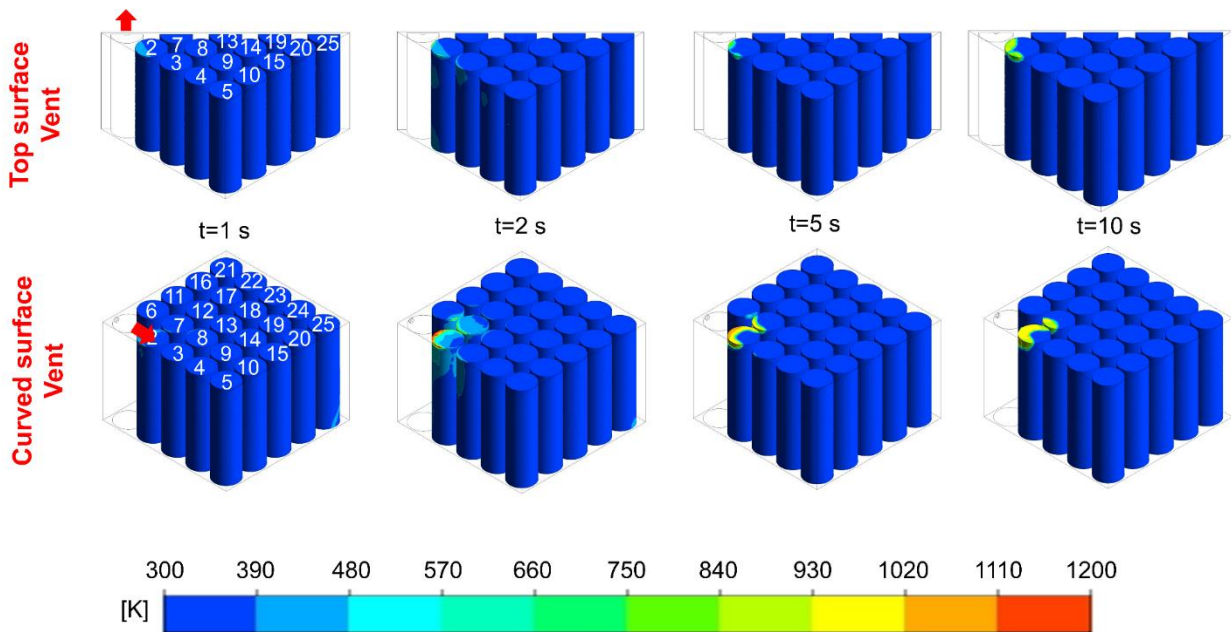 Top surface
Vent
2 7 8 13 14 19 20 25
3 9 15
4 10
5
t=1 s t=2 s t=5 s t=10 s
Curved surface
Vent
21
16 22
11 17 23
6 12 18 24
2 7 13 19 25
3 8 14 20
4 9 15
5 10
300 390 480 570 660 750 840 930 1020 1110 1200
[K]